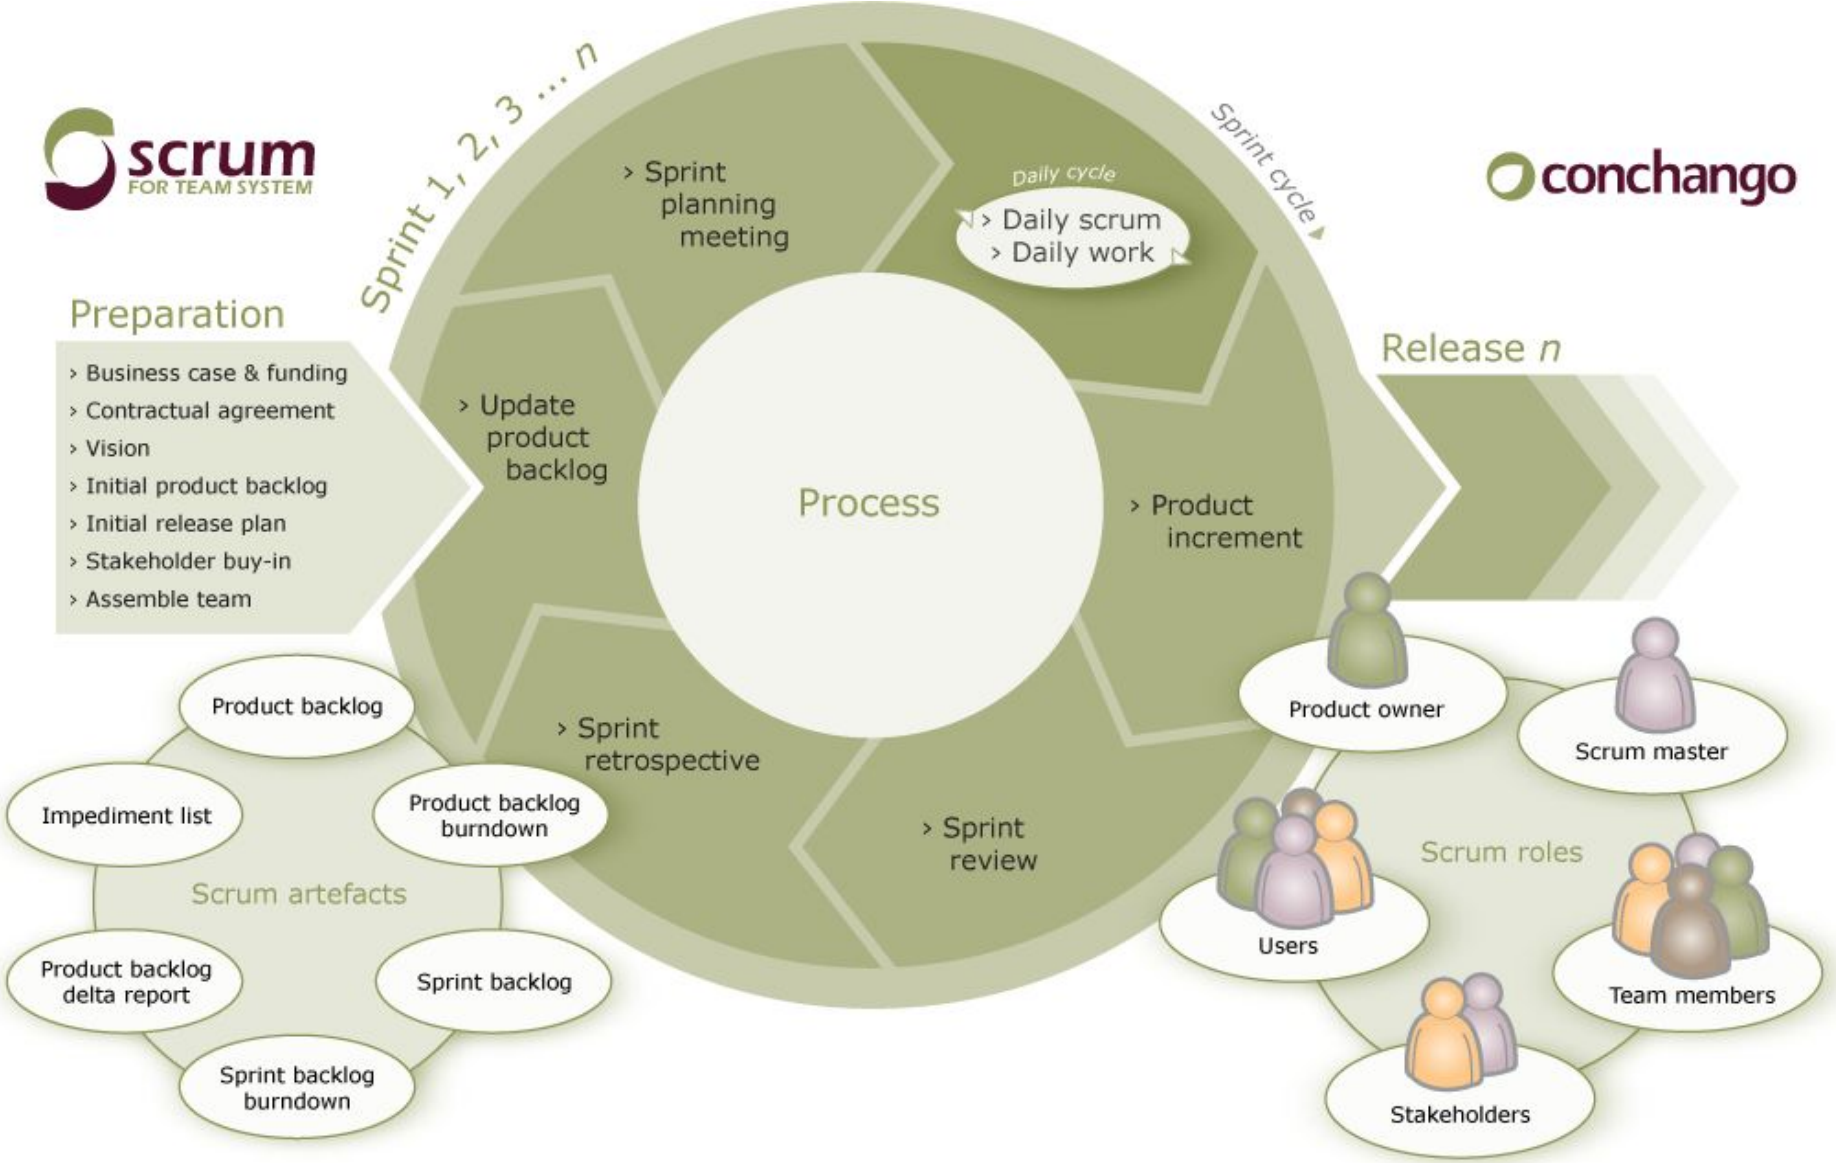 scrum
FOR TEAM SYSTEM
conchango
Sprint 1, 2, 3 ... n
Sprint cycle
Preparation
› Business case & funding
› Contractual agreement
› Vision
› Initial product backlog
› Initial release plan
› Stakeholder buy-in
› Assemble team
› Sprint
planning
meeting
Daily cycle
› Daily scrum
› Daily work
› Update
product
backlog
Process
› Product
increment
› Sprint
retrospective
› Sprint
review
Release n
Scrum artefacts
Product backlog
Product backlog
burndown
Sprint backlog
Sprint backlog
burndown
Product backlog
delta report
Impediment list
Scrum roles
Product owner
Scrum master
Team members
Stakeholders
Users